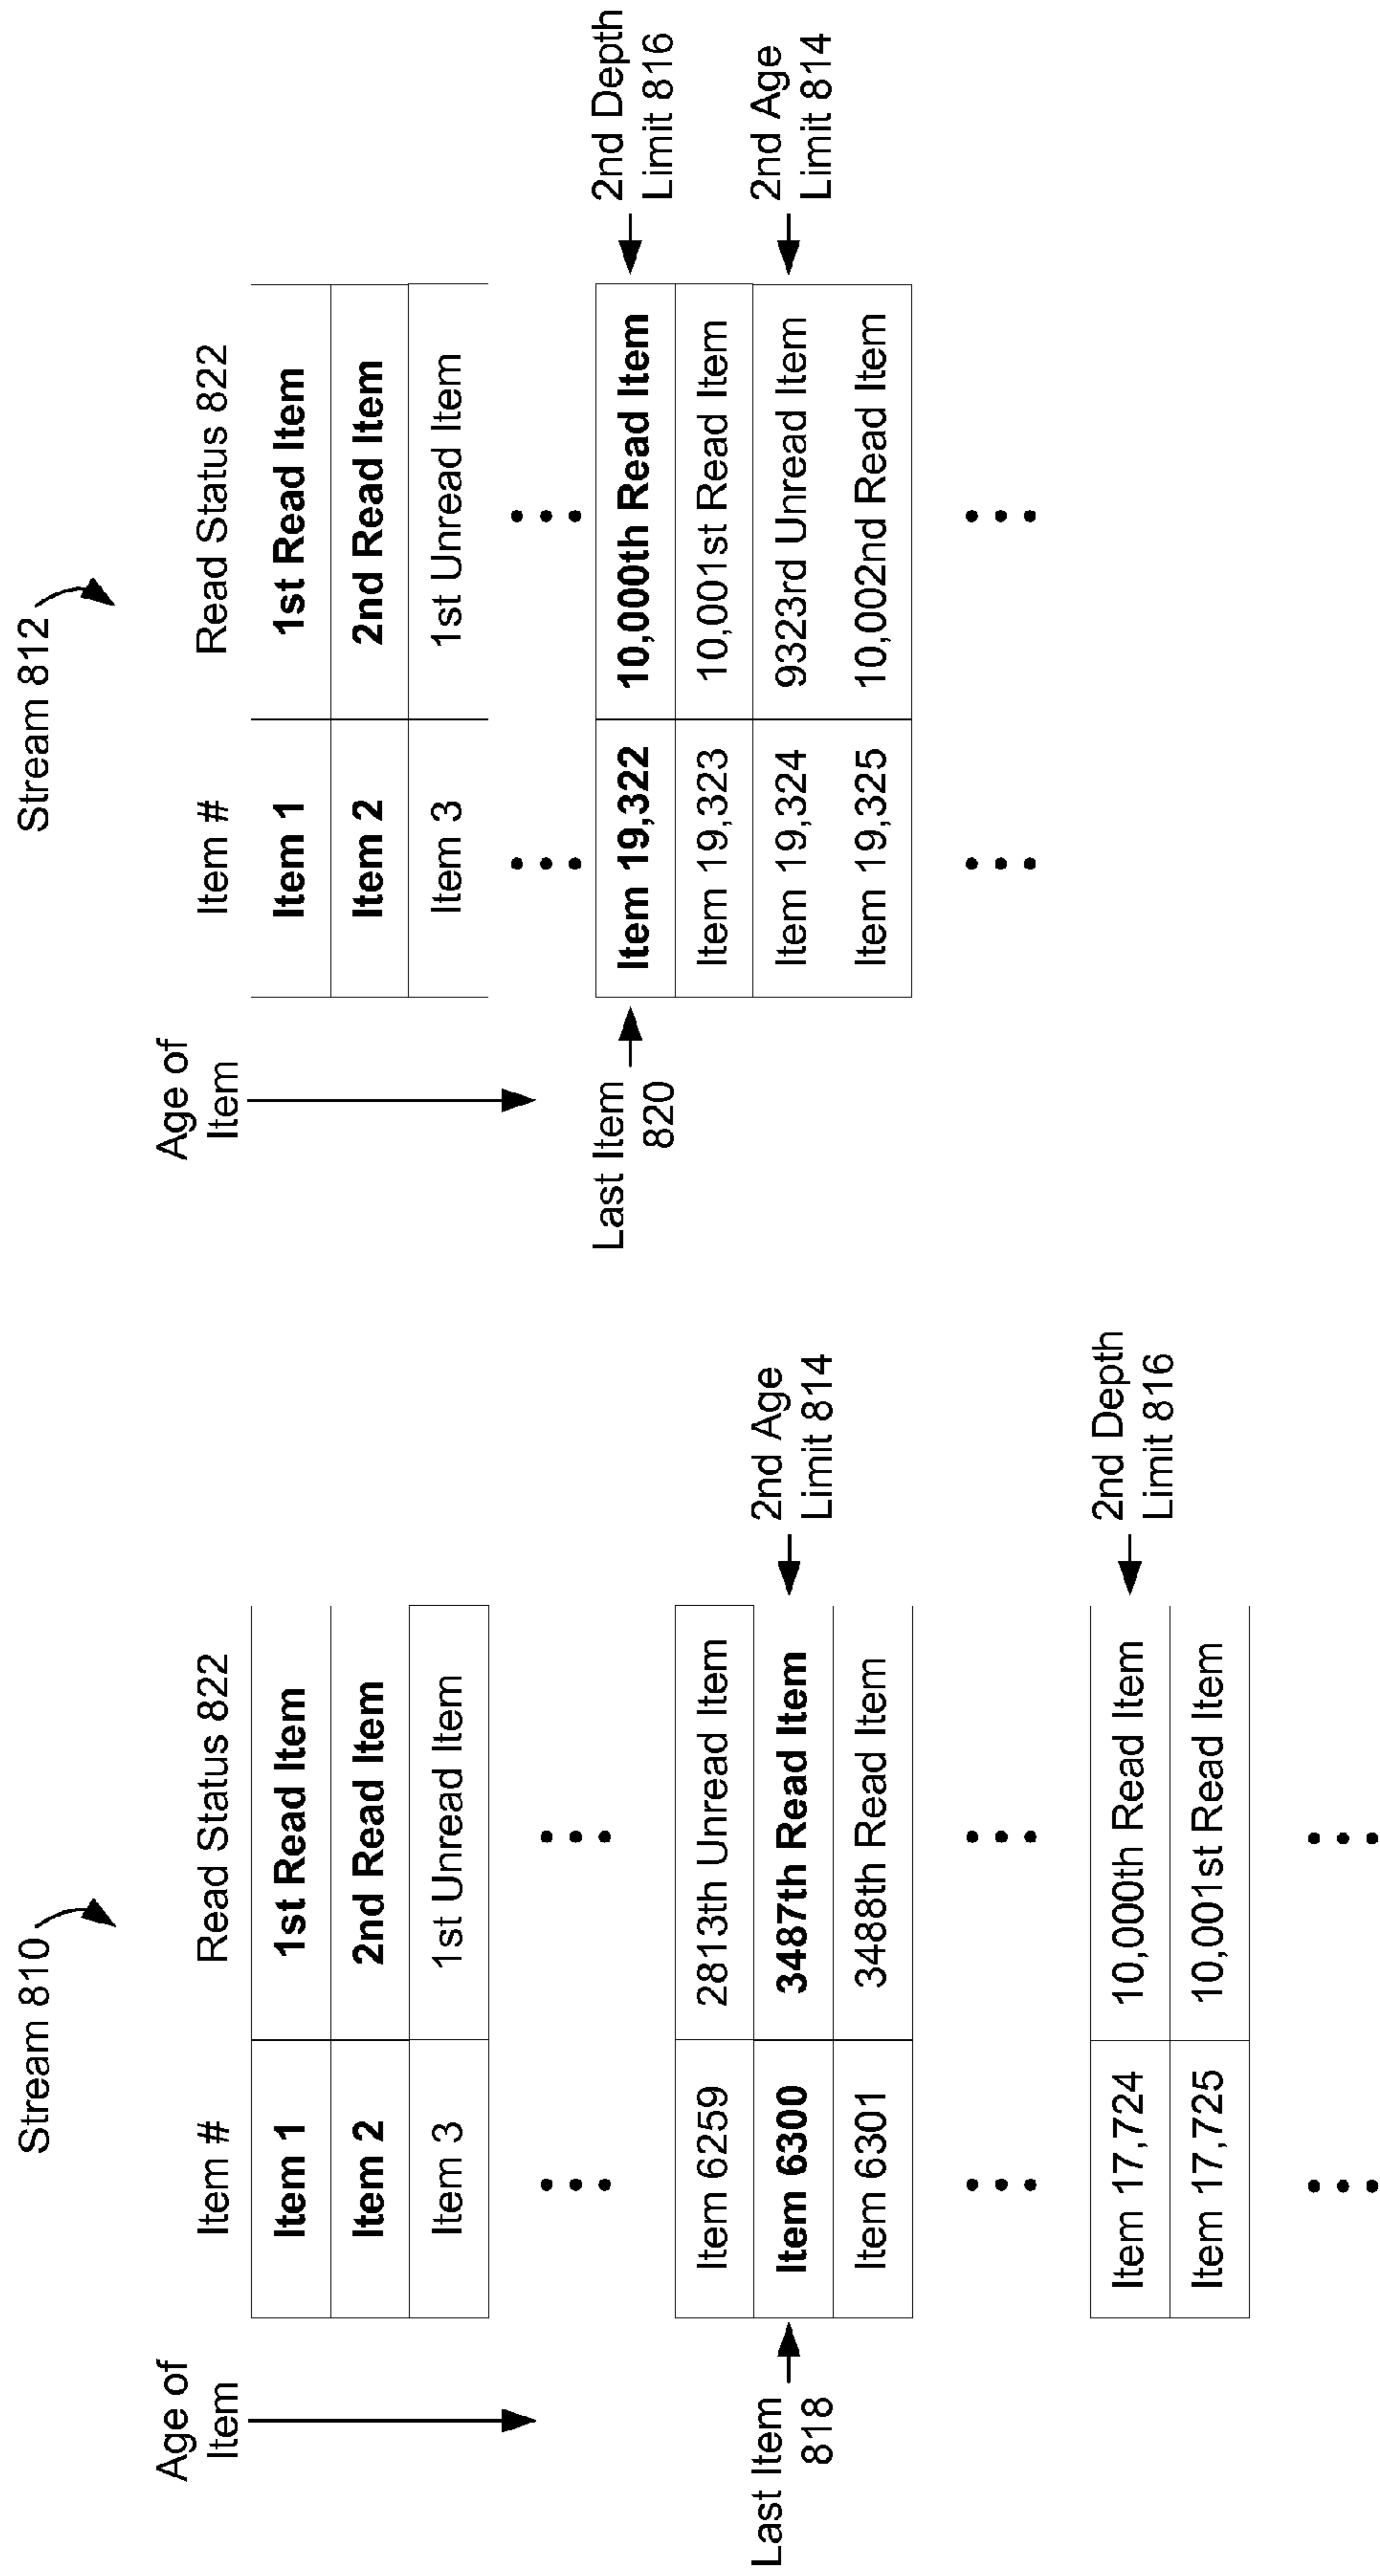 Stream 810
Age of
Item
Item #
Read Status 822
Item 1
1st Read Item
Item 2
2nd Read Item
Item 3
1st Unread Item
Item 6259
2813th Unread Item
Last Item
818
Item 6300
3487th Read Item
2nd Age
Limit 814
Item 6301
3488th Read Item
Item 17,724
10,000th Read Item
2nd Depth
Limit 816
Item 17,725
10,001st Read Item
Stream 812
Age of
Item
Item #
Read Status 822
Item 1
1st Read Item
Item 2
2nd Read Item
Item 3
1st Unread Item
Last Item
820
Item 19,322
10,000th Read Item
2nd Depth
Limit 816
Item 19,323
10,001st Read Item
Item 19,324
9323rd Unread Item
2nd Age
Limit 814
Item 19,325
10,002nd Read Item